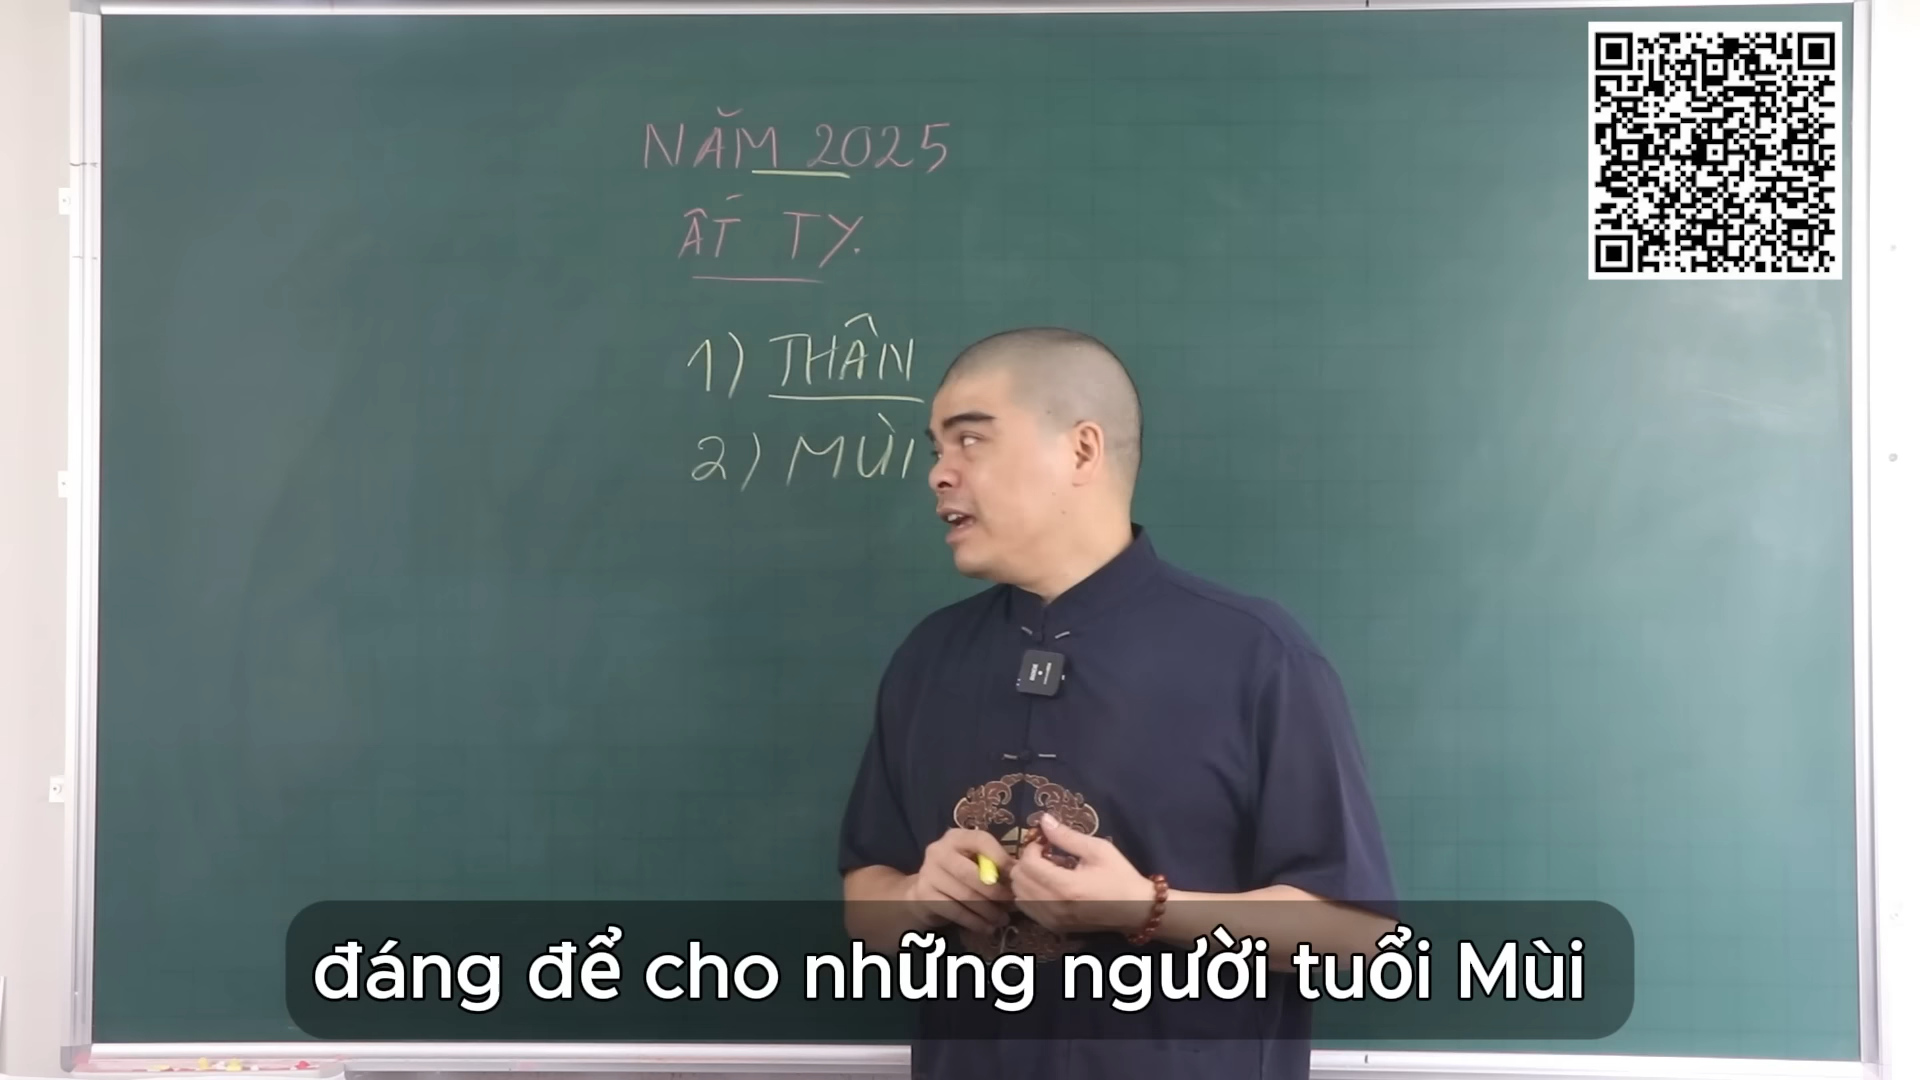 NĂM 2025
ẤT TỴ.
1) THÂN
2) MÙI
đáng để cho những người tuổi Mùi